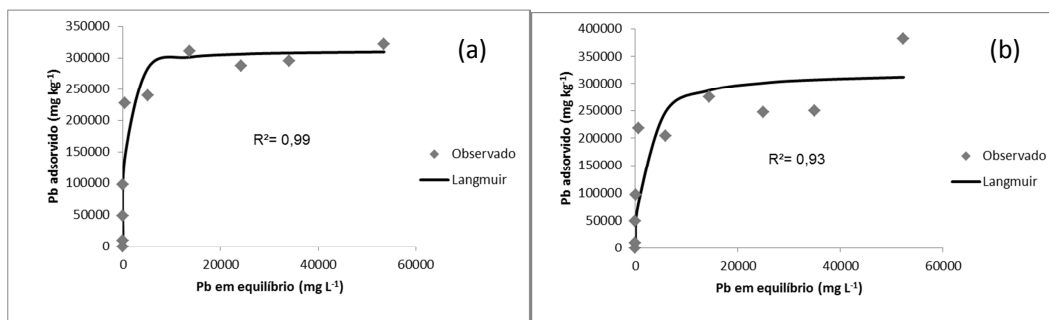 350000
300000
250000
200000
150000
100000
50000
0
Pb adsorvido (mg kg⁻¹)
(a)
R²= 0,99
Observado
Langmuir
0
20000
40000
60000
Pb em equilíbrio (mg L⁻¹)
400000
350000
300000
250000
200000
150000
100000
50000
0
Pb adsorvido (mg kg⁻¹)
(b)
R²= 0,93
Observado
Langmuir
0
20000
40000
60000
Pb em equilíbrio (mg L⁻¹)